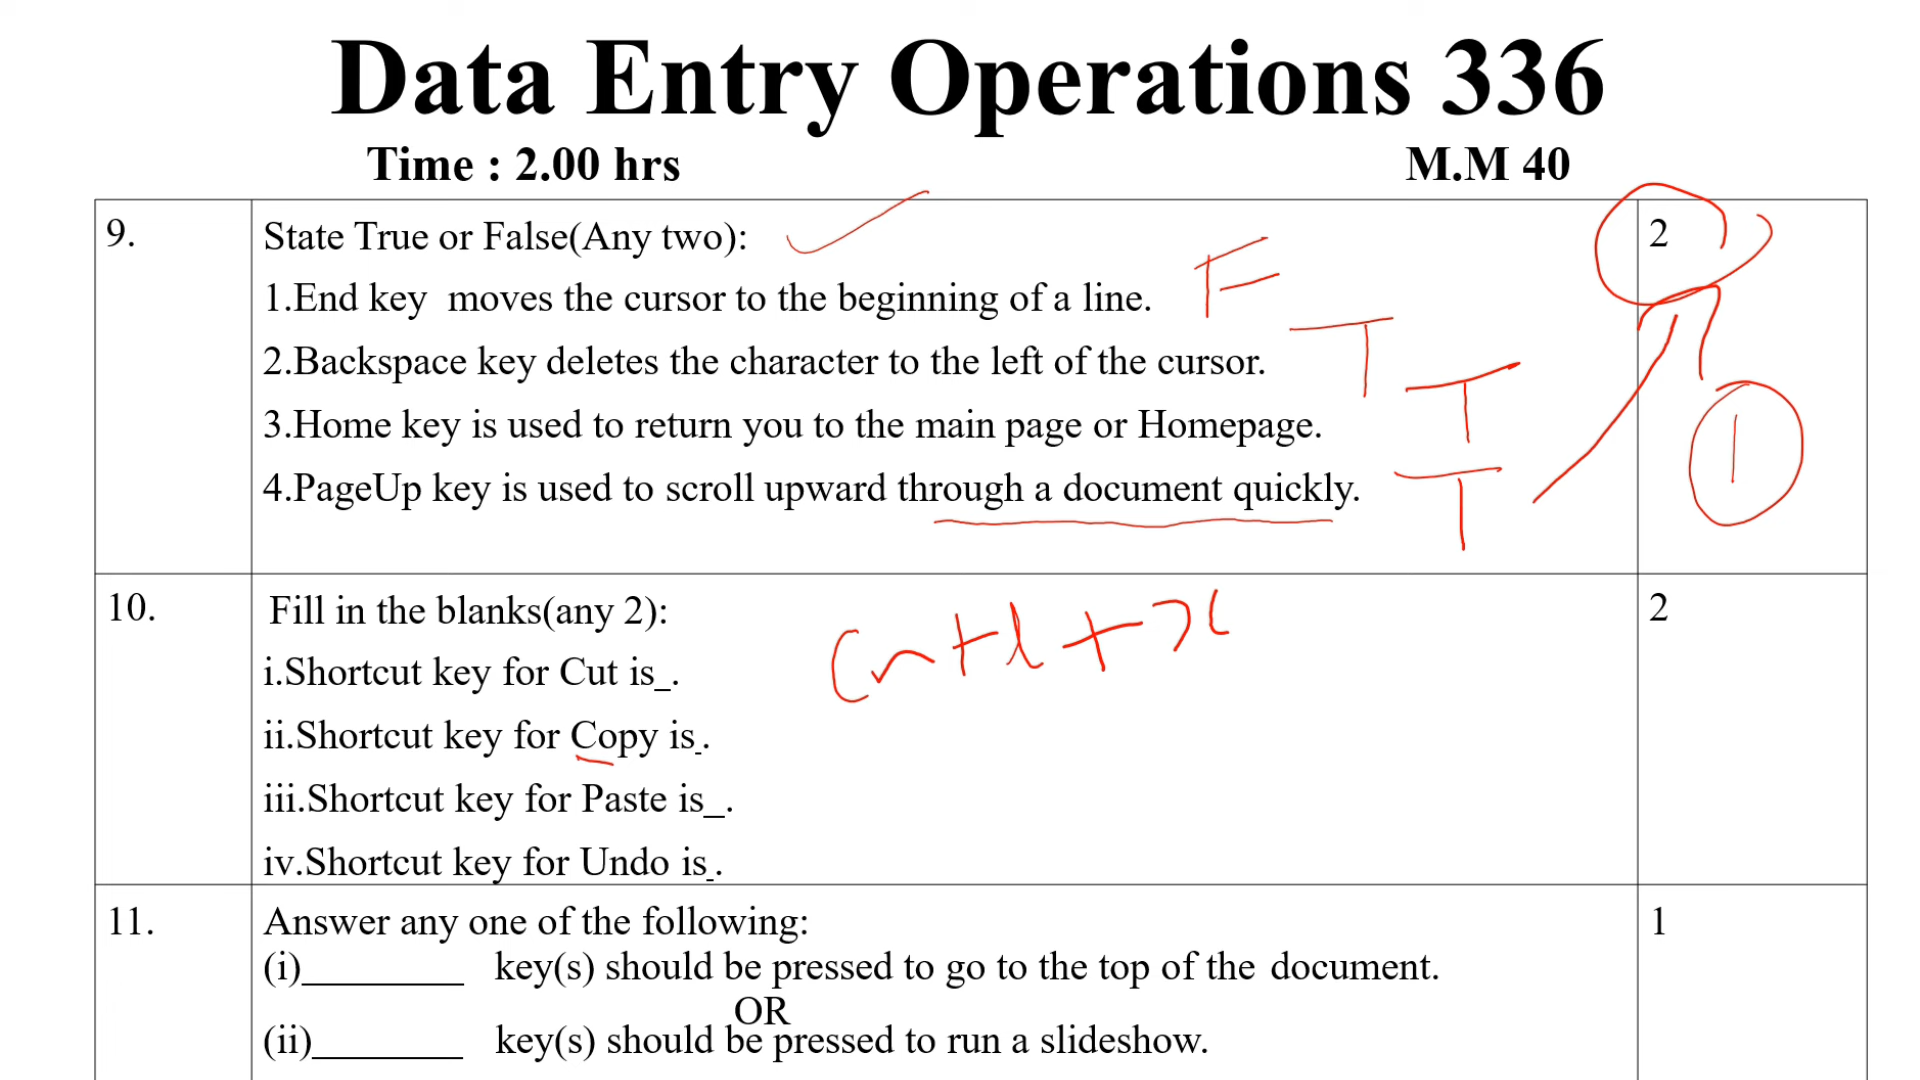 Data Entry Operations 336
Time : 2.00 hrs M.M 40
9. State True or False(Any two): 2
1.End key moves the cursor to the beginning of a line. F
2.Backspace key deletes the character to the left of the cursor. T
3.Home key is used to return you to the main page or Homepage. T
4.PageUp key is used to scroll upward through a document quickly. T
1
10. Fill in the blanks(any 2): 2
i.Shortcut key for Cut is_. Cntl+x
ii.Shortcut key for Copy is_.
iii.Shortcut key for Paste is_.
iv.Shortcut key for Undo is_.
11. Answer any one of the following: 1
(i)________ key(s) should be pressed to go to the top of the document.
OR
(ii)________ key(s) should be pressed to run a slideshow.